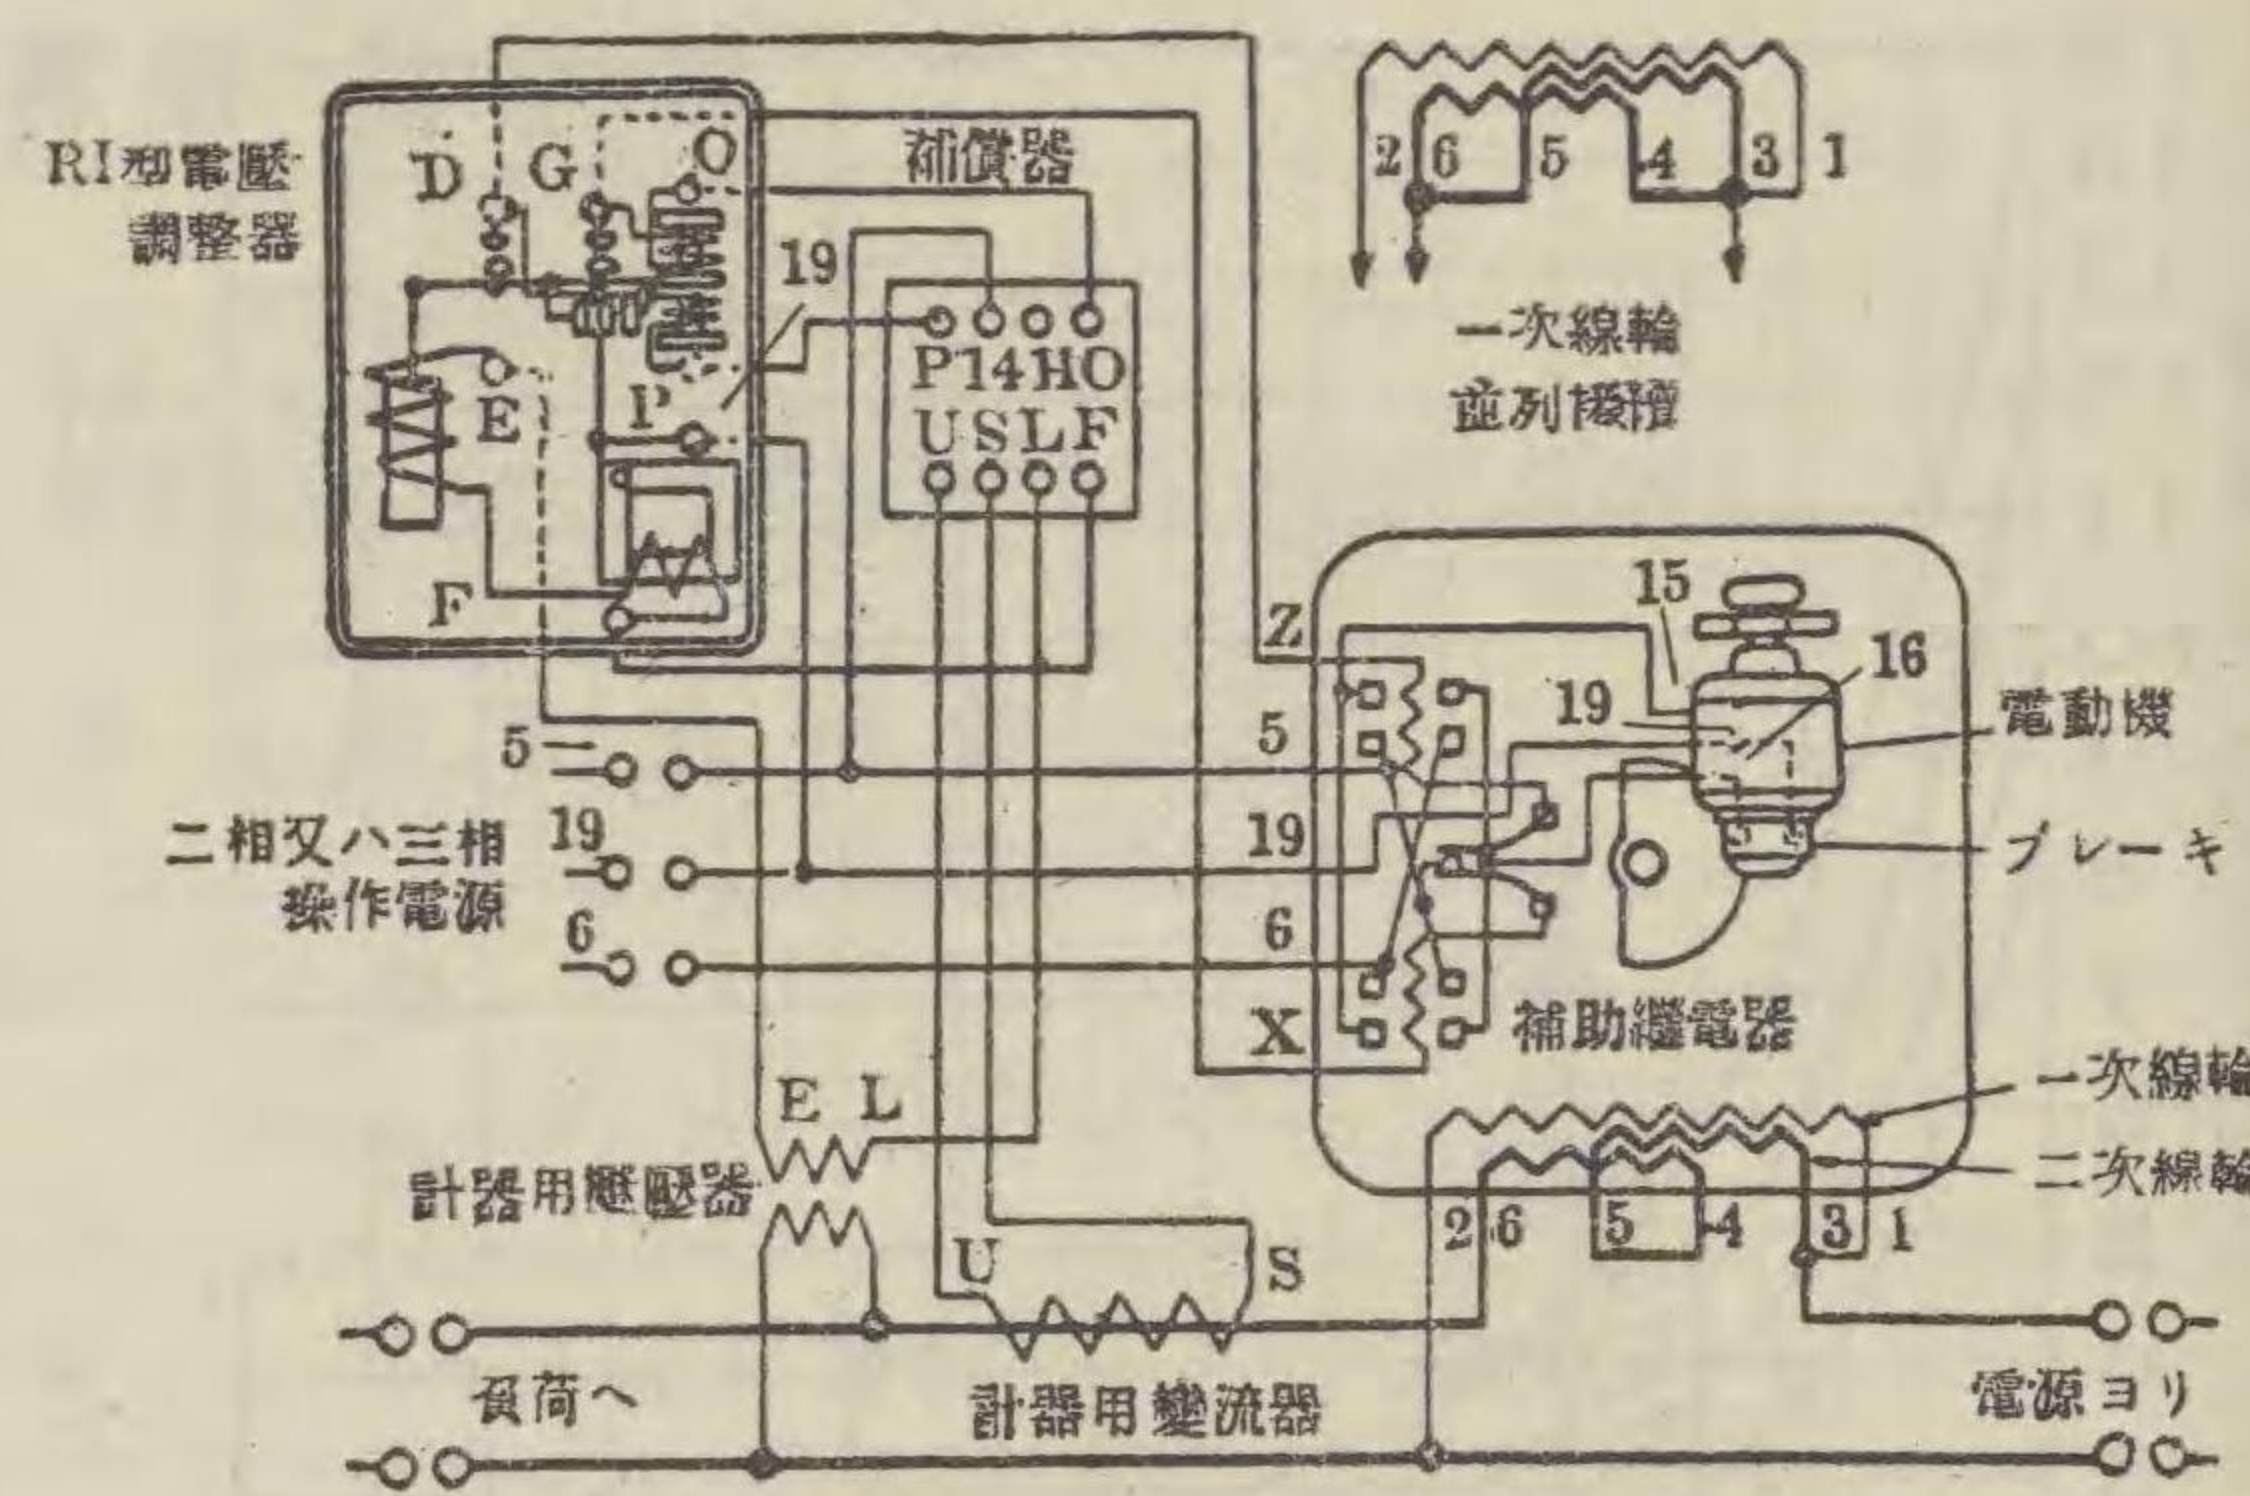 RI型電壓
調整器
D
G
O
補償器
19
E
P
F
P14HO
USLF
2
6
5
4
3
1
一次線輪
並列接續
Z
5
19
6
X
15
16
19
電動機
ブレーキ
補助繼電器
5
19
6
二相又ハ三相
操作電源
E L
計器用變壓器
U
S
計器用變流器
一次線輪
二次線輪
2
6
5
4
3
1
負荷ヘ
電源ヨリ